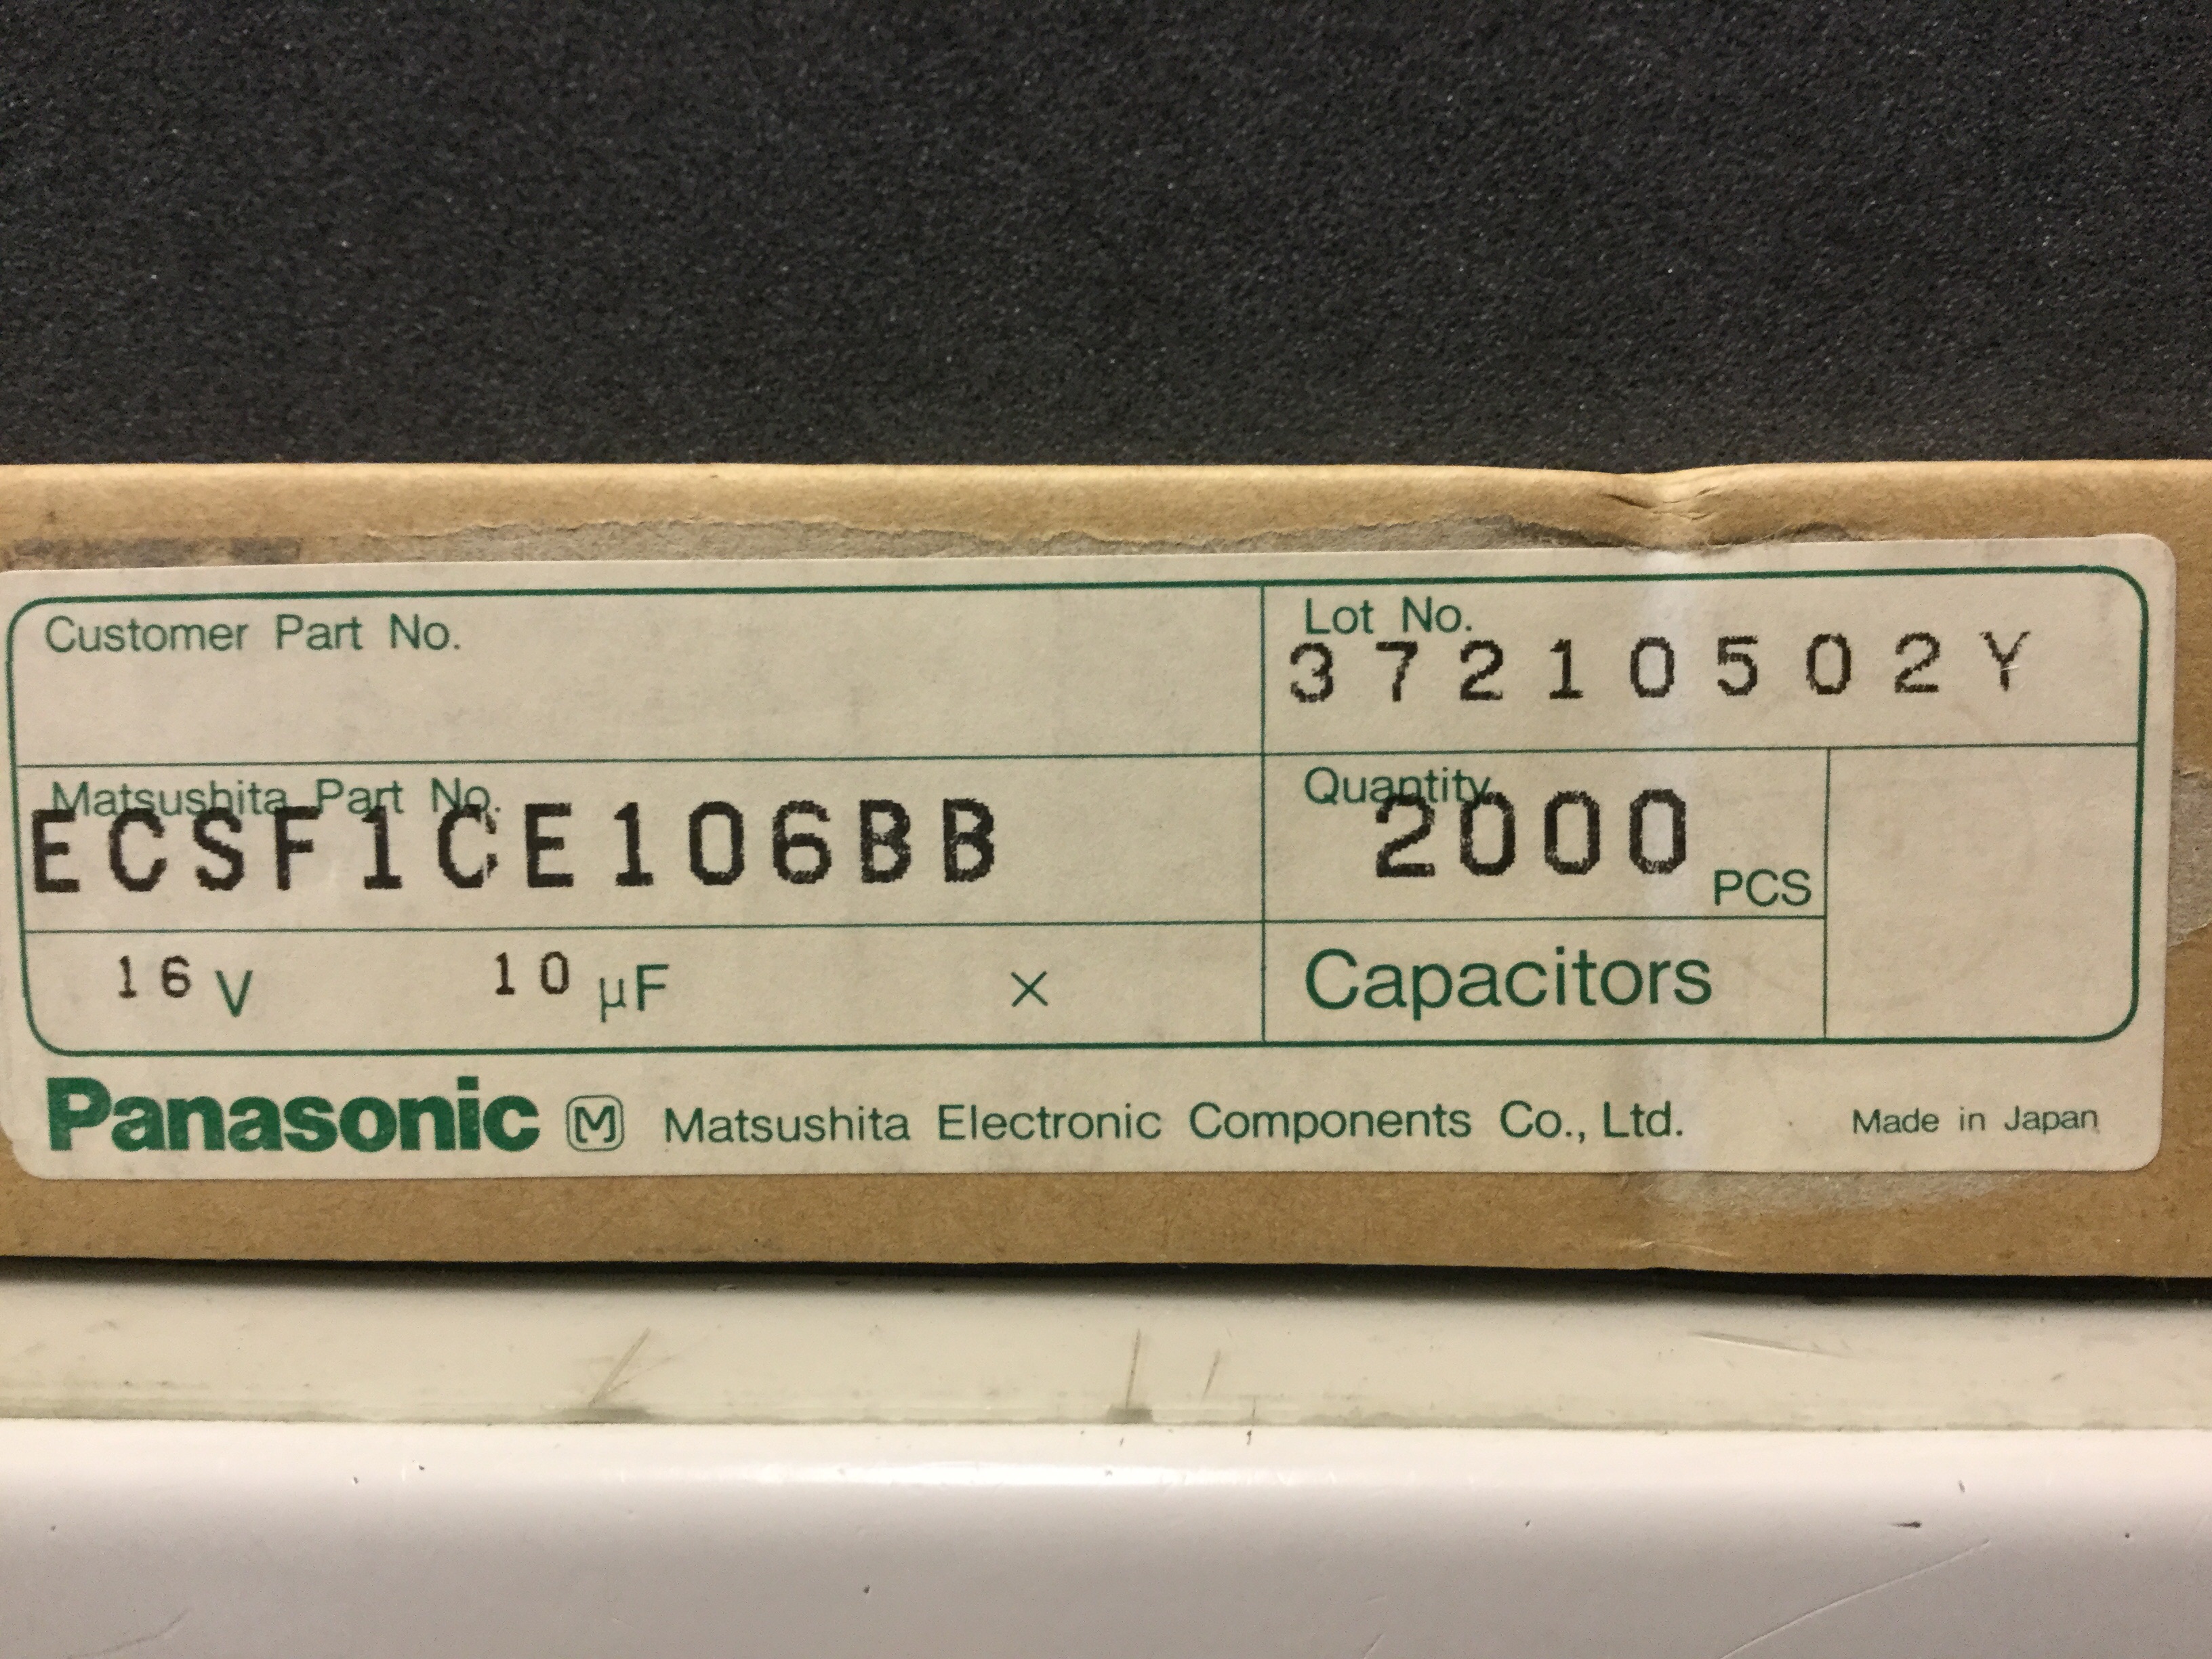 Customer Part No.
Lot No.
37210502Y
Matsushita Part No.
ECSF1CE106BB
Quantity
2000 PCS
16 V 10 µF ×
Capacitors
Panasonic M Matsushita Electronic Components Co., Ltd. Made in Japan